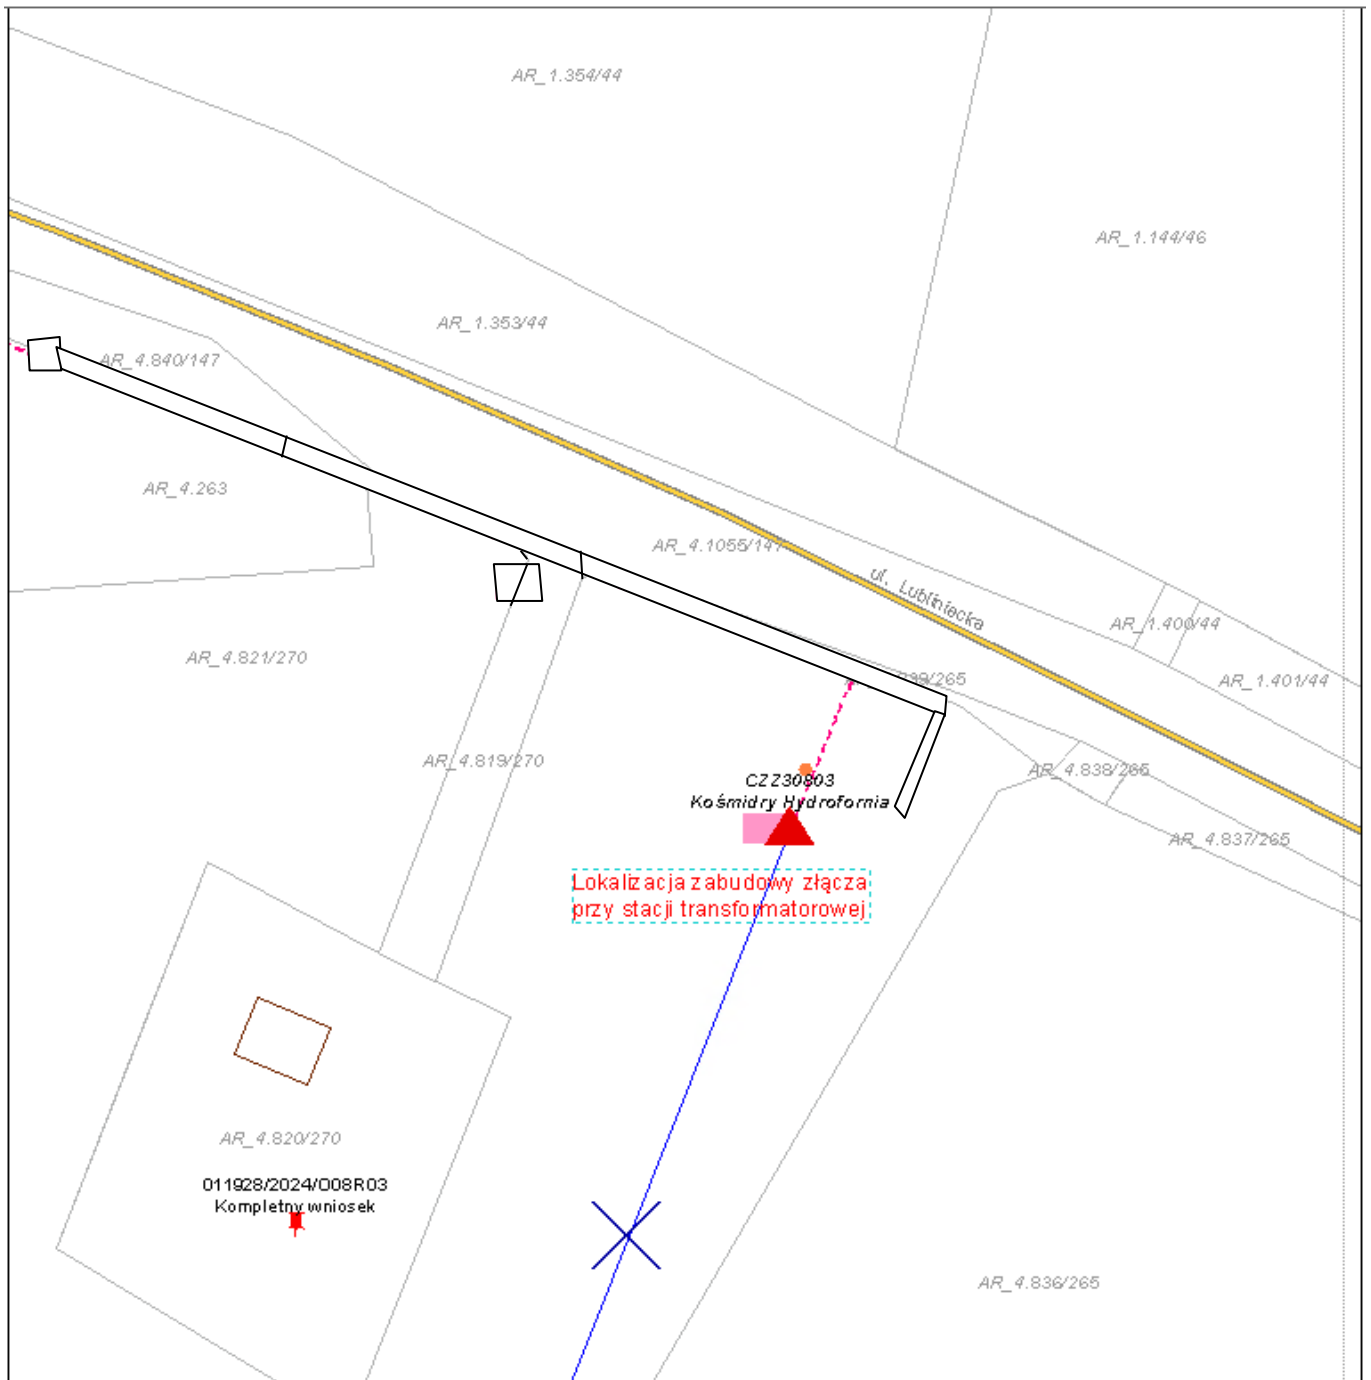 AR_1.354/44
AR_1.144/46
AR_1.353/44
AR_4.840/147
AR_4.263
AR_4.1055/147
ul. Lubliniecka
AR_1.400/44
AR_4.821/270
AR_1.401/44
AR_4.819/270
AR_4.838/265
CZZ30803
Kośmidry Hydrofornia
AR_4.837/265
Lokalizacja zabudowy złącza
przy stacji transformatorowej
AR_4.820/270
011928/2024/O08R03
Kompletny wniosek
AR_4.836/265